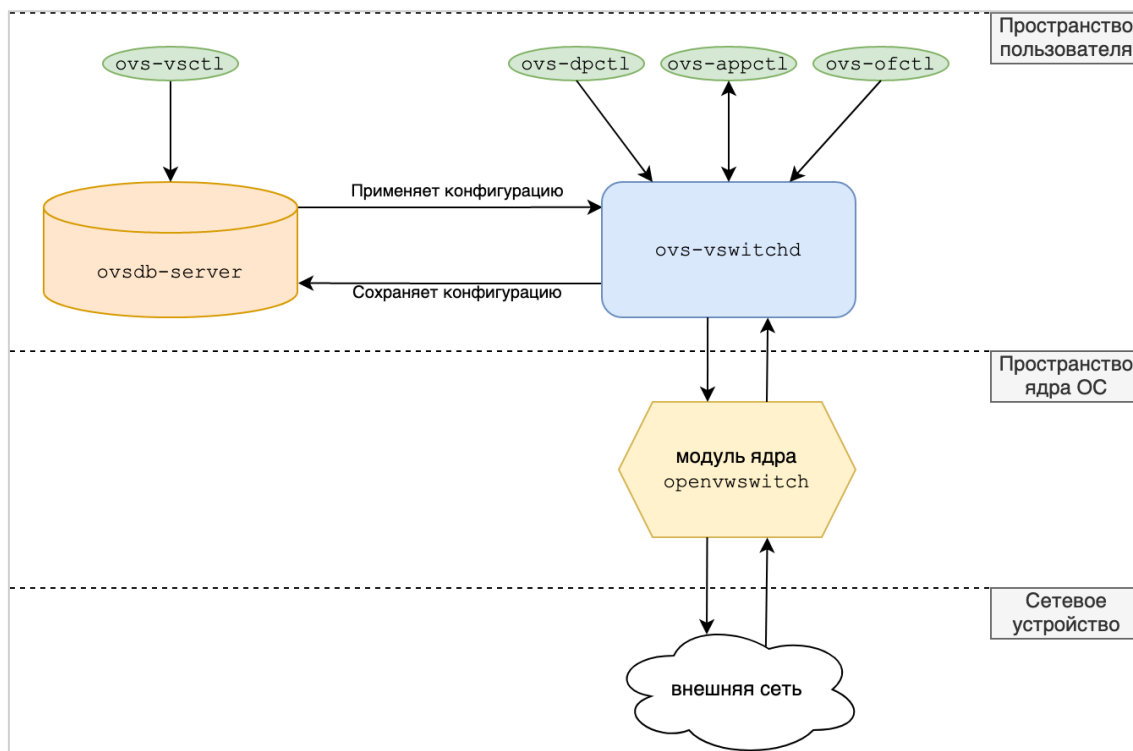 Пространство
пользователя
ovs-vsctl
ovs-dpctl
ovs-appctl
ovs-ofctl
Применяет конфигурацию
ovs-vswitchd
ovsdb-server
Сохраняет конфигурацию
Пространство
ядра ОС
модуль ядра
openvwswitch
Сетевое
устройство
внешняя сеть